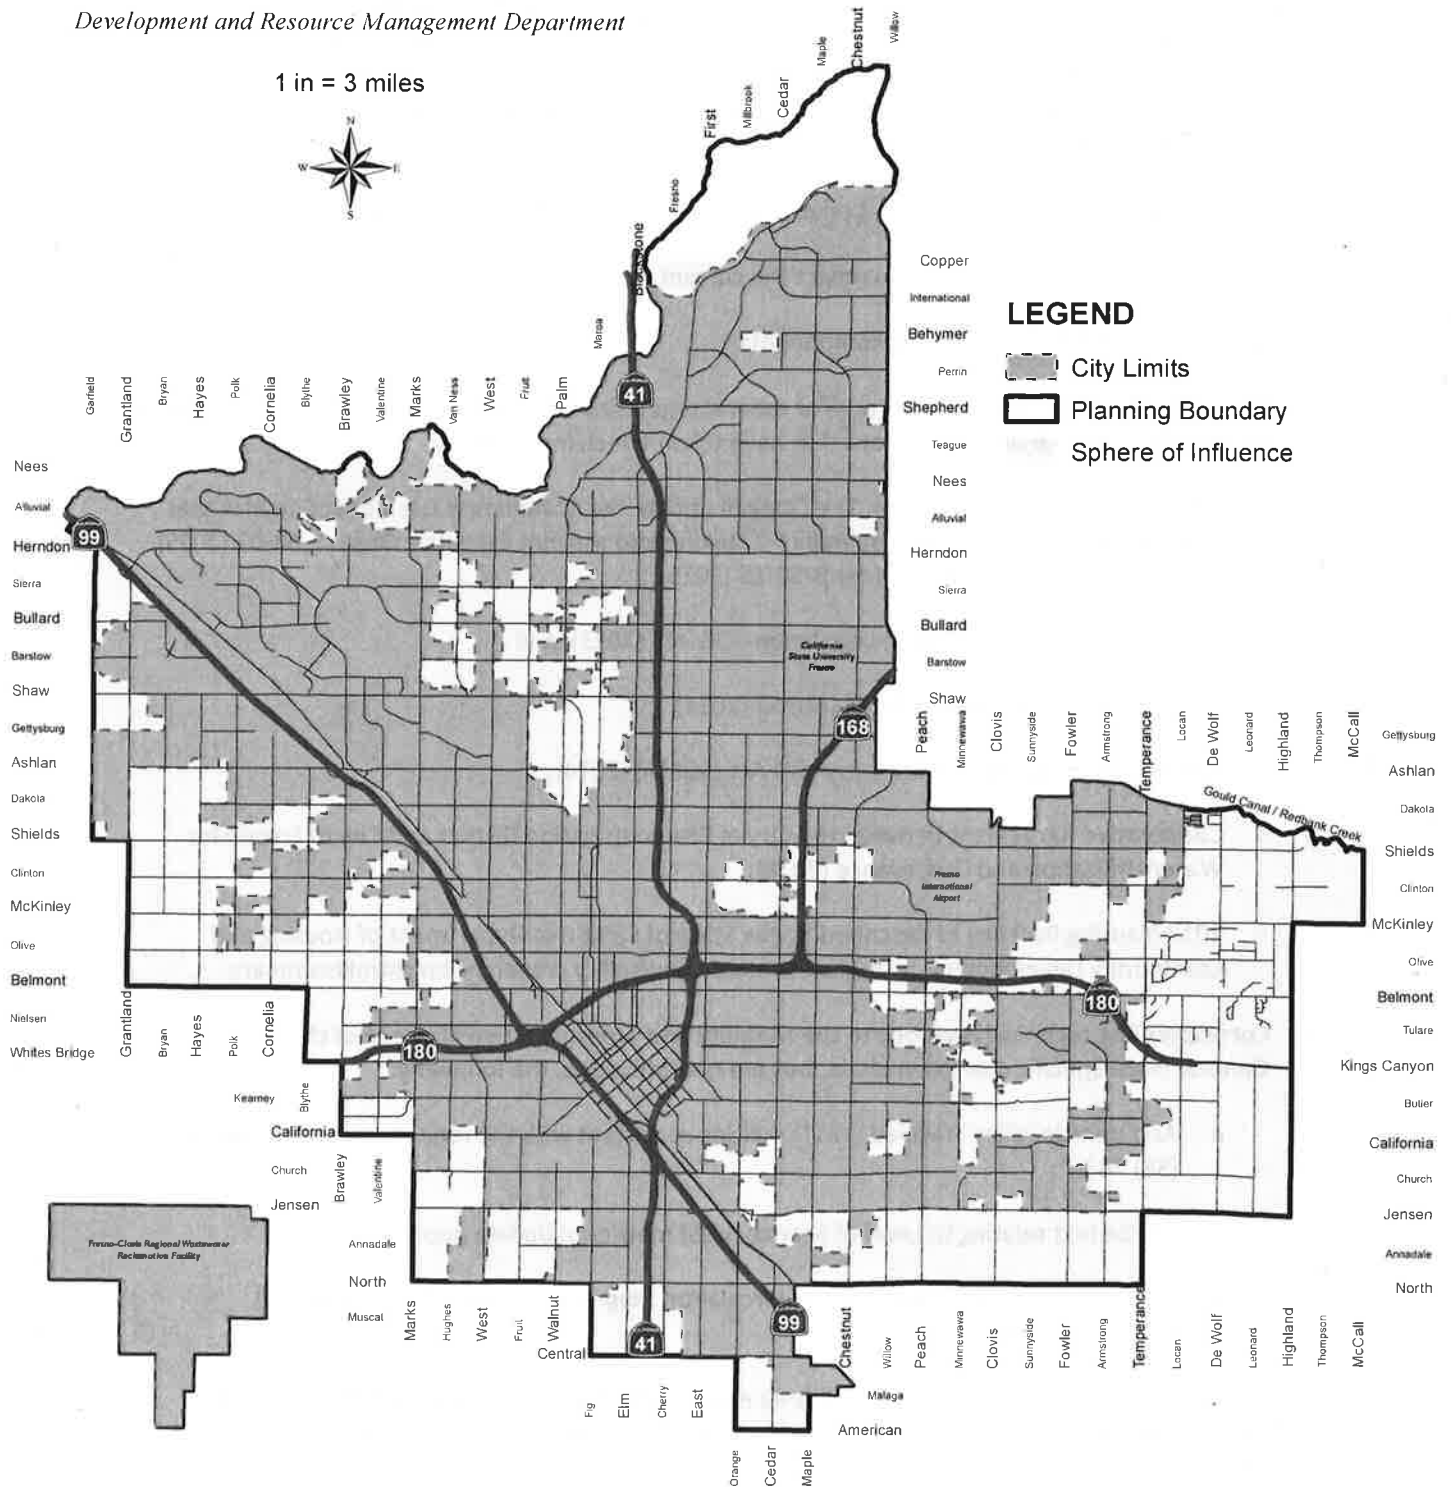 Development and Resource Management Department
1 in = 3 miles
N
W
E
S
Willow
Chestnut
Maple
Cedar
Millbrook
First
Fresno
Blackstone
Maroa
Palm
Fruit
West
Van Ness
Marks
Valentine
Brawley
Blythe
Cornelia
Polk
Hayes
Bryan
Grantland
Garfield
Copper
International
Behymer
Perrin
Shepherd
Teague
Nees
Alluvial
Herndon
Sierra
Bullard
Barstow
Shaw
LEGEND
City Limits
Planning Boundary
Sphere of Influence
Nees
Alluvial
Herndon
Sierra
Bullard
Barstow
Shaw
Gettysburg
Ashlan
Dakota
Shields
Clinton
McKinley
Olive
Belmont
Nielsen
Whites Bridge
41
99
168
180
180
41
99
California
State University
Fresno
Peach
Minnewawa
Clovis
Sunnyside
Fowler
Armstrong
Temperance
Locan
De Wolf
Leonard
Highland
Thompson
McCall
Gettysburg
Ashlan
Dakota
Shields
Clinton
McKinley
Olive
Belmont
Tulare
Kings Canyon
Butler
California
Church
Jensen
Annadale
North
Gould Canal / Redbank Creek
Fresno
International
Airport
Grantland
Bryan
Hayes
Polk
Cornelia
Kearney
Blythe
California
Church
Brawley
Valentine
Jensen
Annadale
North
Muscat
Marks
Hughes
West
Fruit
Walnut
Central
Fig
Elm
Cherry
East
Orange
Cedar
Maple
Chestnut
Willow
Peach
Minnewawa
Clovis
Sunnyside
Fowler
Armstrong
Temperance
Locan
De Wolf
Leonard
Highland
Thompson
McCall
Malaga
American
Fresno-Clovis Regional Wastewater
Reclamation Facility